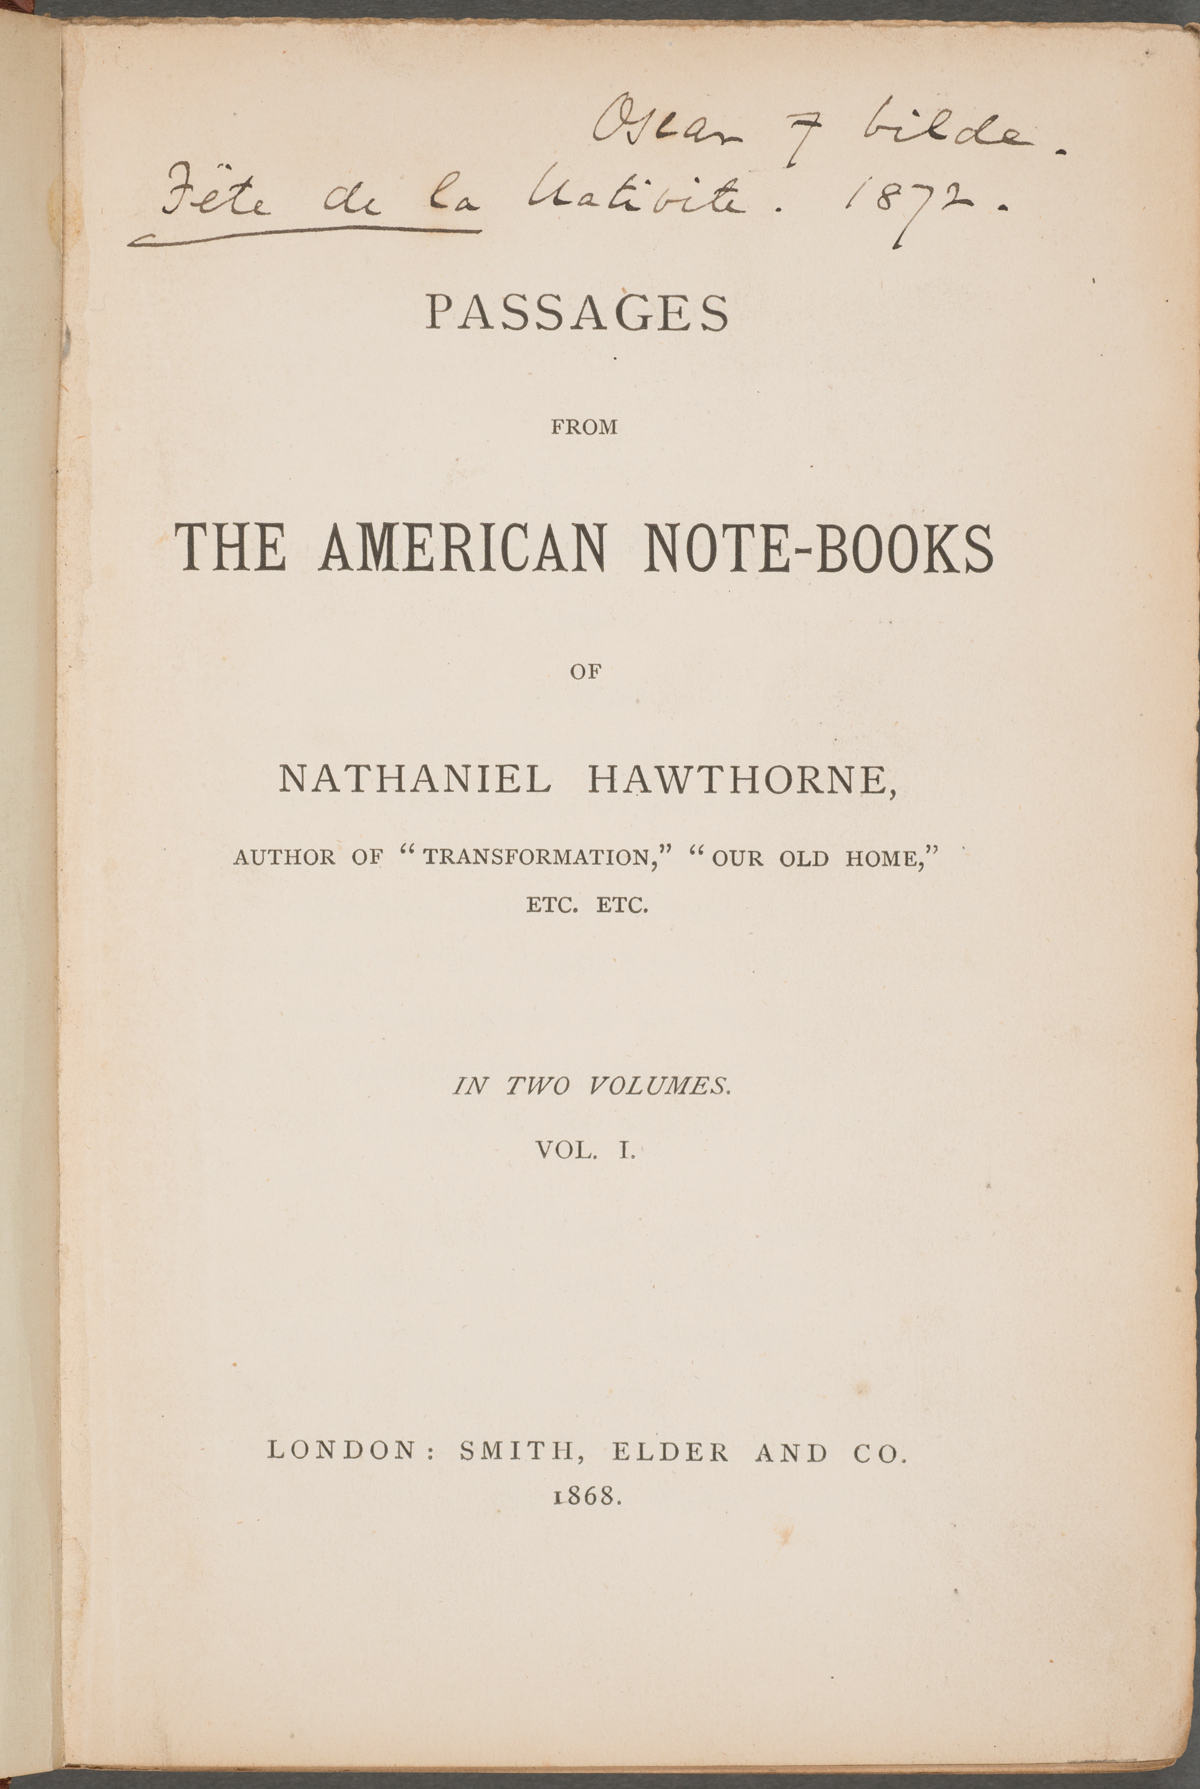 Oscar F Wilde.
Fête de la Nativite. 1872.
PASSAGES
FROM
THE AMERICAN NOTE-BOOKS
OF
NATHANIEL HAWTHORNE,
AUTHOR OF “TRANSFORMATION,” “OUR OLD HOME,”
ETC. ETC.
IN TWO VOLUMES.
VOL. I.
LONDON: SMITH, ELDER AND CO.
1868.